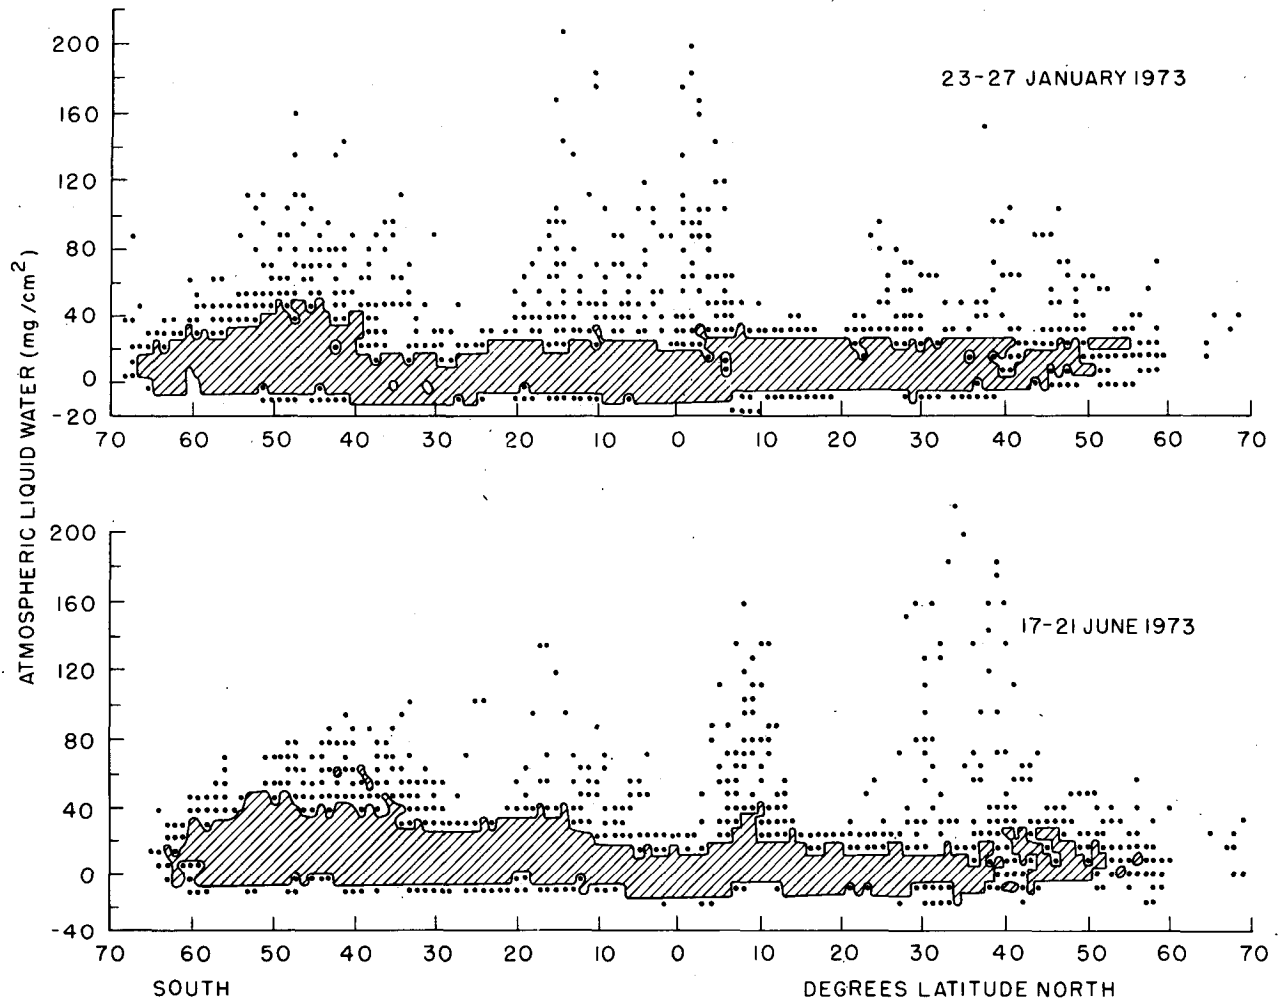 ATMOSPHERIC LIQUID WATER (mg/cm²)
23-27 JANUARY 1973
200
160
120
80
40
0
-20
70 60 50 40 30 20 10 0 10 20 30 40 50 60 70
17-21 JUNE 1973
200
160
120
80
40
0
-40
70 60 50 40 30 20 10 0 10 20 30 40 50 60 70
SOUTH DEGREES LATITUDE NORTH